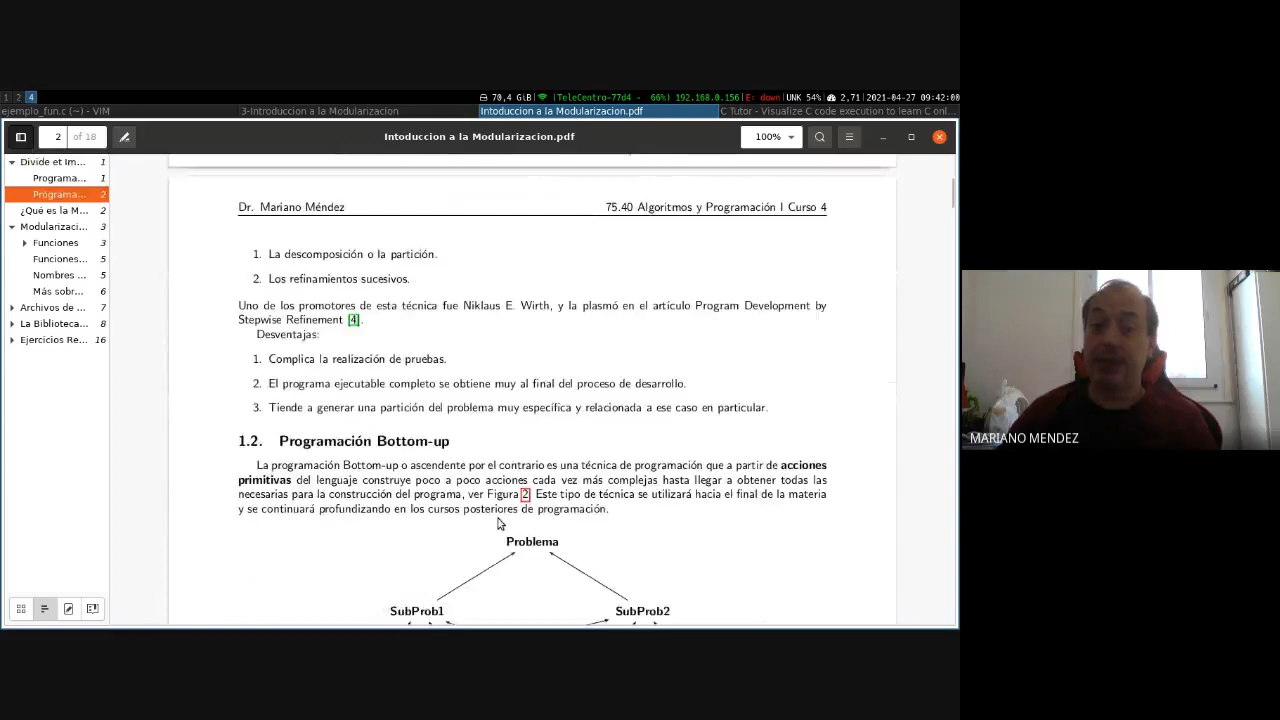 1 2 4
70,4 GiB (TeleCentro-77d4 - 66%) 192.168.0.156 E: down UNK 54% 2,71 2021-04-27 09:42:00
ejemplo_fun.c (~) - VIM 3-Introduccion a la Modularizacion Intoduccion a la Modularizacion.pdf C Tutor - Visualize C code execution to learn C onl...
2 of 18 Intoduccion a la Modularizacion.pdf 100%
Divide et Im... 1
Programa... 1
Programa... 2
¿Qué es la M... 2
Modularizaci... 3
Funciones 3
Funciones... 5
Nombres ... 5
Más sobr... 6
Archivos de ... 7
La Biblioteca... 8
Ejercicios Re... 16
Dr. Mariano Méndez 75.40 Algoritmos y Programación I Curso 4
1. La descomposición o la partición.
2. Los refinamientos sucesivos.
Uno de los promotores de esta técnica fue Niklaus E. Wirth, y la plasmó en el artículo Program Development by
Stepwise Refinement [4].
Desventajas:
1. Complica la realización de pruebas.
2. El programa ejecutable completo se obtiene muy al final del proceso de desarrollo.
3. Tiende a generar una partición del problema muy específica y relacionada a ese caso en particular.
1.2. Programación Bottom-up
La programación Bottom-up o ascendente por el contrario es una técnica de programación que a partir de acciones
primitivas del lenguaje construye poco a poco acciones cada vez más complejas hasta llegar a obtener todas las
necesarias para la construcción del programa, ver Figura 2. Este tipo de técnica se utilizará hacia el final de la materia
y se continuará profundizando en los cursos posteriores de programación.
Problema
SubProb1 SubProb2
MARIANO MENDEZ